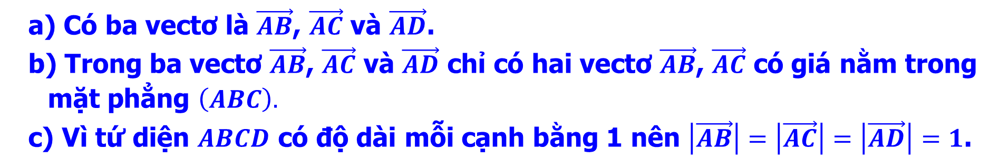 a) Có ba vectơ là $\overrightarrow{AB}$, $\overrightarrow{AC}$ và $\overrightarrow{AD}$.
b) Trong ba vectơ $\overrightarrow{AB}$, $\overrightarrow{AC}$ và $\overrightarrow{AD}$ chỉ có hai vectơ $\overrightarrow{AB}$, $\overrightarrow{AC}$ có giá nằm trong
mặt phẳng $(ABC)$.
c) Vì tứ diện $ABCD$ có độ dài mỗi cạnh bằng 1 nên $|\overrightarrow{AB}| = |\overrightarrow{AC}| = |\overrightarrow{AD}| = 1$.